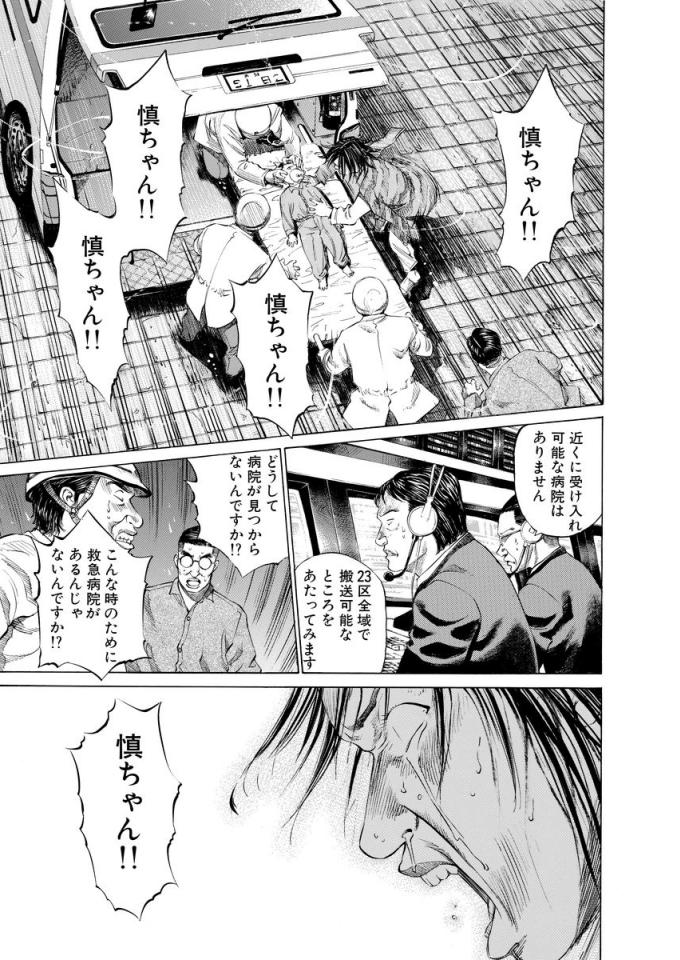 慎ちゃん!!
慎ちゃん!!
慎ちゃん!!
慎ちゃん!!
近くに受け入れ
可能な病院は
ありません
23区全域で
搬送可能な
ところを
あたってみます
どうして
病院が見つから
ないんですか!?
こんな時のために
救急病院が
あるんじゃ
ないんですか!?
慎ちゃん!!